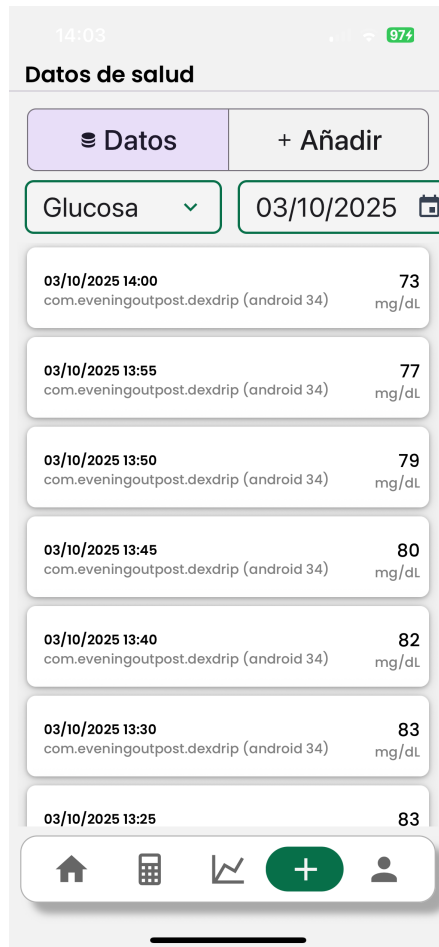 14:03
97
Datos de salud
Datos
+ Añadir
Glucosa
03/10/2025
03/10/2025 14:00
73
com.eveningoutpost.dexdrip (android 34)
mg/dL
03/10/2025 13:55
77
com.eveningoutpost.dexdrip (android 34)
mg/dL
03/10/2025 13:50
79
com.eveningoutpost.dexdrip (android 34)
mg/dL
03/10/2025 13:45
80
com.eveningoutpost.dexdrip (android 34)
mg/dL
03/10/2025 13:40
82
com.eveningoutpost.dexdrip (android 34)
mg/dL
03/10/2025 13:30
83
com.eveningoutpost.dexdrip (android 34)
mg/dL
03/10/2025 13:25
83